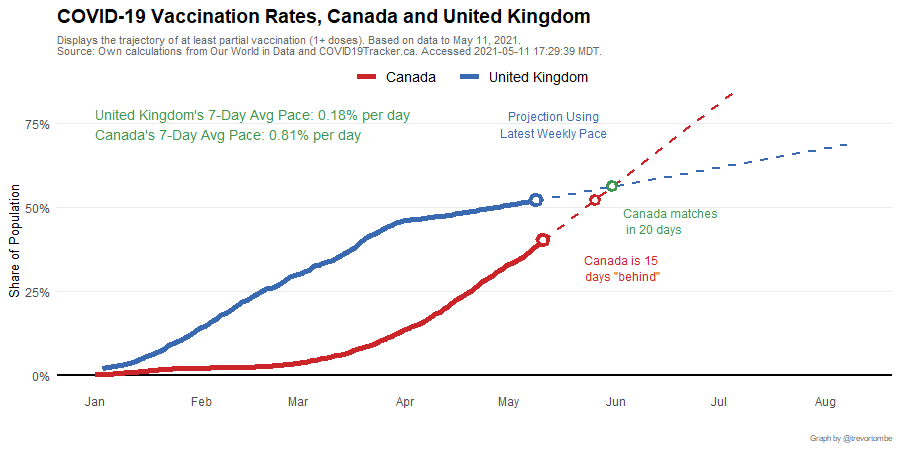 COVID-19 Vaccination Rates, Canada and United Kingdom
Displays the trajectory of at least partial vaccination (1+ doses). Based on data to May 11, 2021.
Source: Own calculations from Our World in Data and COVID19Tracker.ca. Accessed 2021-05-11 17:29:39 MDT.
Canada United Kingdom
United Kingdom's 7-Day Avg Pace: 0.18% per day
Canada's 7-Day Avg Pace: 0.81% per day
Projection Using
Latest Weekly Pace
75%
50%
25%
0%
Share of Population
Canada matches
in 20 days
Canada is 15
days "behind"
Jan Feb Mar Apr May Jun Jul Aug
Graph by @trevortombe